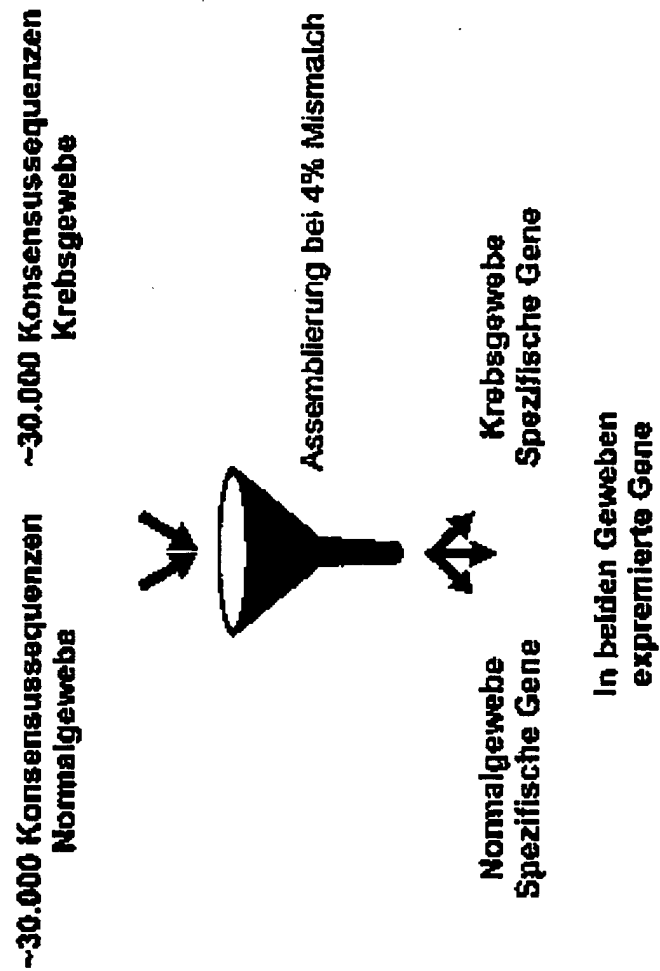 ~30.000 Konsensussequenzen
Normalgewebe
~30.000 Konsensussequenzen
Krebsgewebe
Assemblierung bei 4% Mismatch
Normalgewebe
Spezifische Gene
Krebsgewebe
Spezifische Gene
In beiden Geweben
expremierte Gene